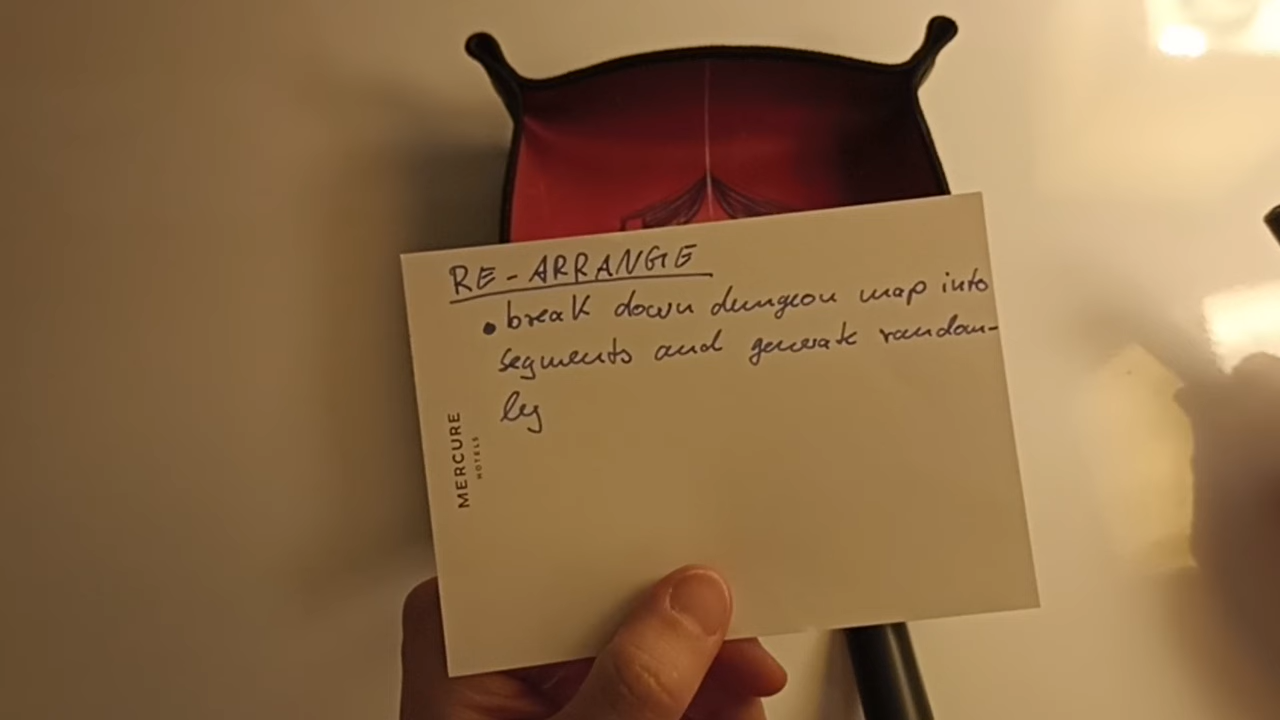 RE-ARRANGE
• break down dungeon map into
segments and generate random-
ly
MERCURE
HOTELS